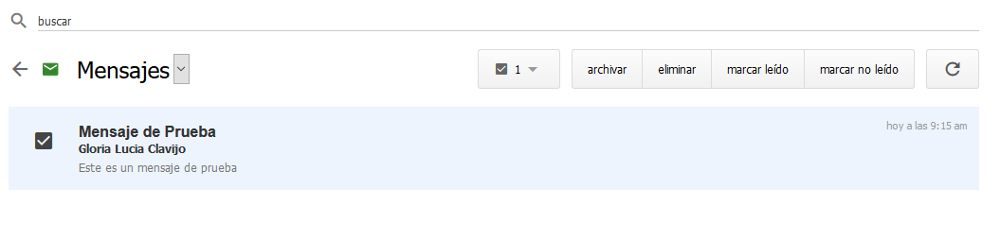 buscar
Mensajes
1
archivar
eliminar
marcar leído
marcar no leído
Mensaje de Prueba
hoy a las 9:15 am
Gloria Lucia Clavijo
Este es un mensaje de prueba